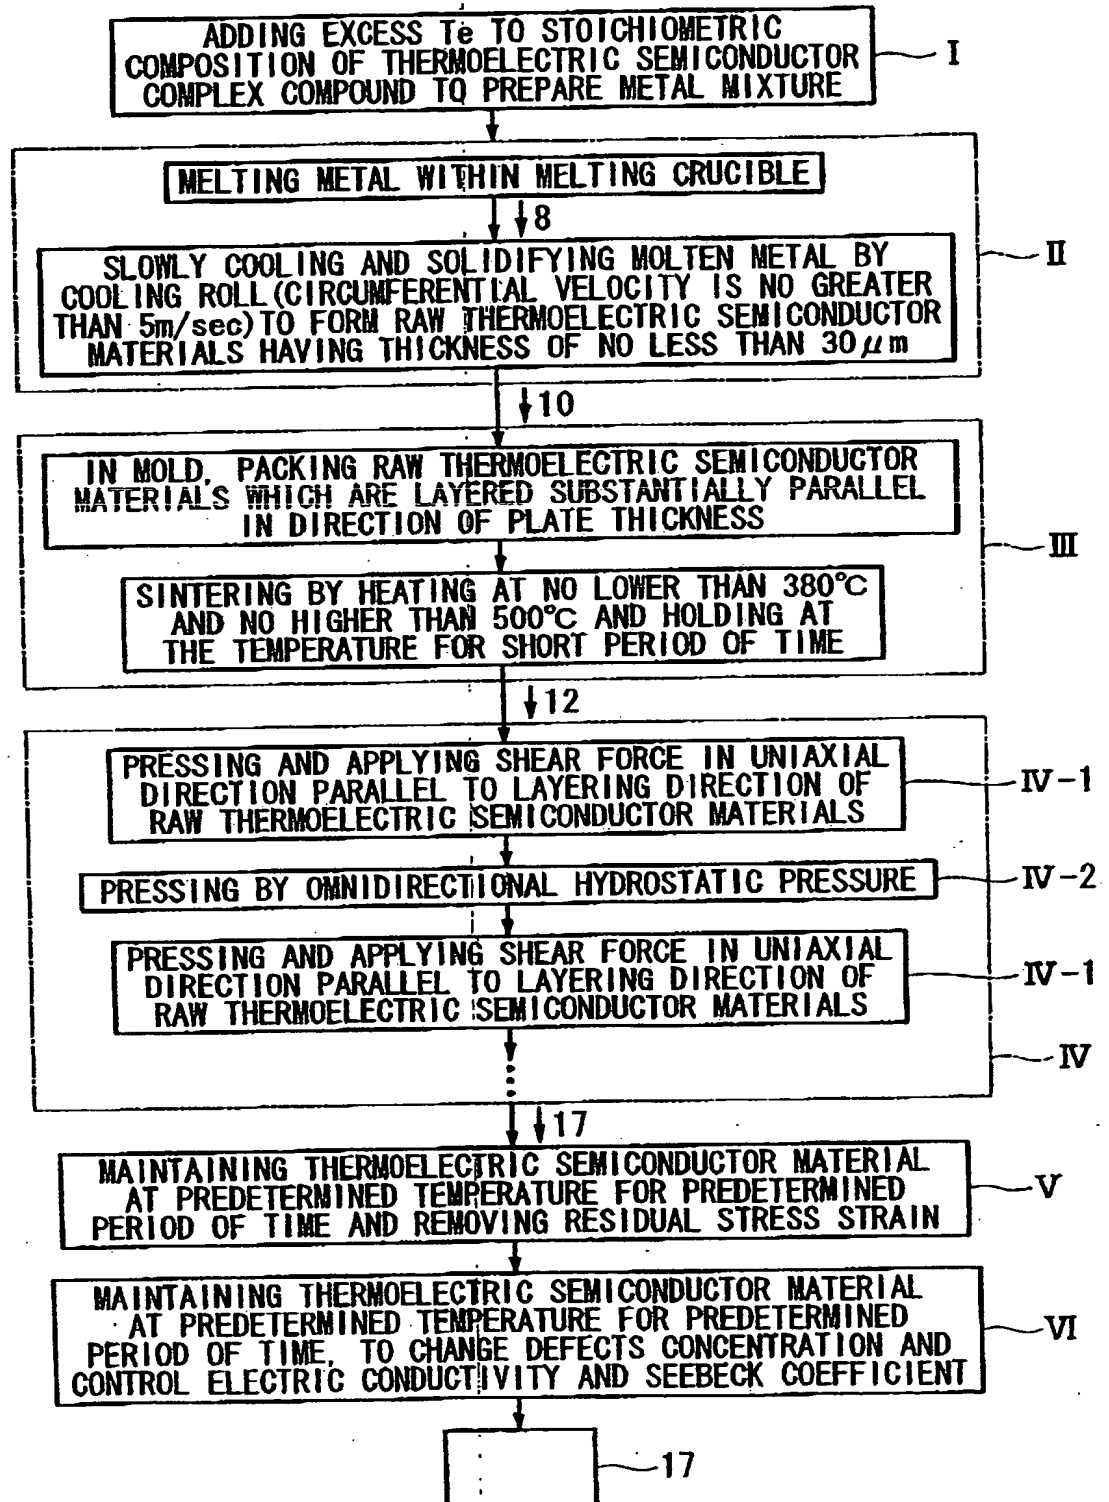 ADDING EXCESS Te TO STOICHIOMETRIC
COMPOSITION OF THERMOELECTRIC SEMICONDUCTOR
COMPLEX COMPOUND TO PREPARE METAL MIXTURE
I
MELTING METAL WITHIN MELTING CRUCIBLE
8
SLOWLY COOLING AND SOLIDIFYING MOLTEN METAL BY
COOLING ROLL(CIRCUMFERENTIAL VELOCITY IS NO GREATER
THAN 5m/sec)TO FORM RAW THERMOELECTRIC SEMICONDUCTOR
MATERIALS HAVING THICKNESS OF NO LESS THAN 30μm
II
10
IN MOLD, PACKING RAW THERMOELECTRIC SEMICONDUCTOR
MATERIALS WHICH ARE LAYERED SUBSTANTIALLY PARALLEL
IN DIRECTION OF PLATE THICKNESS
III
SINTERING BY HEATING AT NO LOWER THAN 380℃
AND NO HIGHER THAN 500℃ AND HOLDING AT
THE TEMPERATURE FOR SHORT PERIOD OF TIME
12
PRESSING AND APPLYING SHEAR FORCE IN UNIAXIAL
DIRECTION PARALLEL TO LAYERING DIRECTION OF
RAW THERMOELECTRIC SEMICONDUCTOR MATERIALS
IV-1
PRESSING BY OMNIDIRECTIONAL HYDROSTATIC PRESSURE
IV-2
PRESSING AND APPLYING SHEAR FORCE IN UNIAXIAL
DIRECTION PARALLEL TO LAYERING DIRECTION OF
RAW THERMOELECTRIC SEMICONDUCTOR MATERIALS
IV-1
IV
17
MAINTAINING THERMOELECTRIC SEMICONDUCTOR MATERIAL
AT PREDETERMINED TEMPERATURE FOR PREDETERMINED
PERIOD OF TIME AND REMOVING RESIDUAL STRESS STRAIN
V
MAINTAINING THERMOELECTRIC SEMICONDUCTOR MATERIAL
AT PREDETERMINED TEMPERATURE FOR PREDETERMINED
PERIOD OF TIME, TO CHANGE DEFECTS CONCENTRATION AND
CONTROL ELECTRIC CONDUCTIVITY AND SEEBECK COEFFICIENT
VI
17